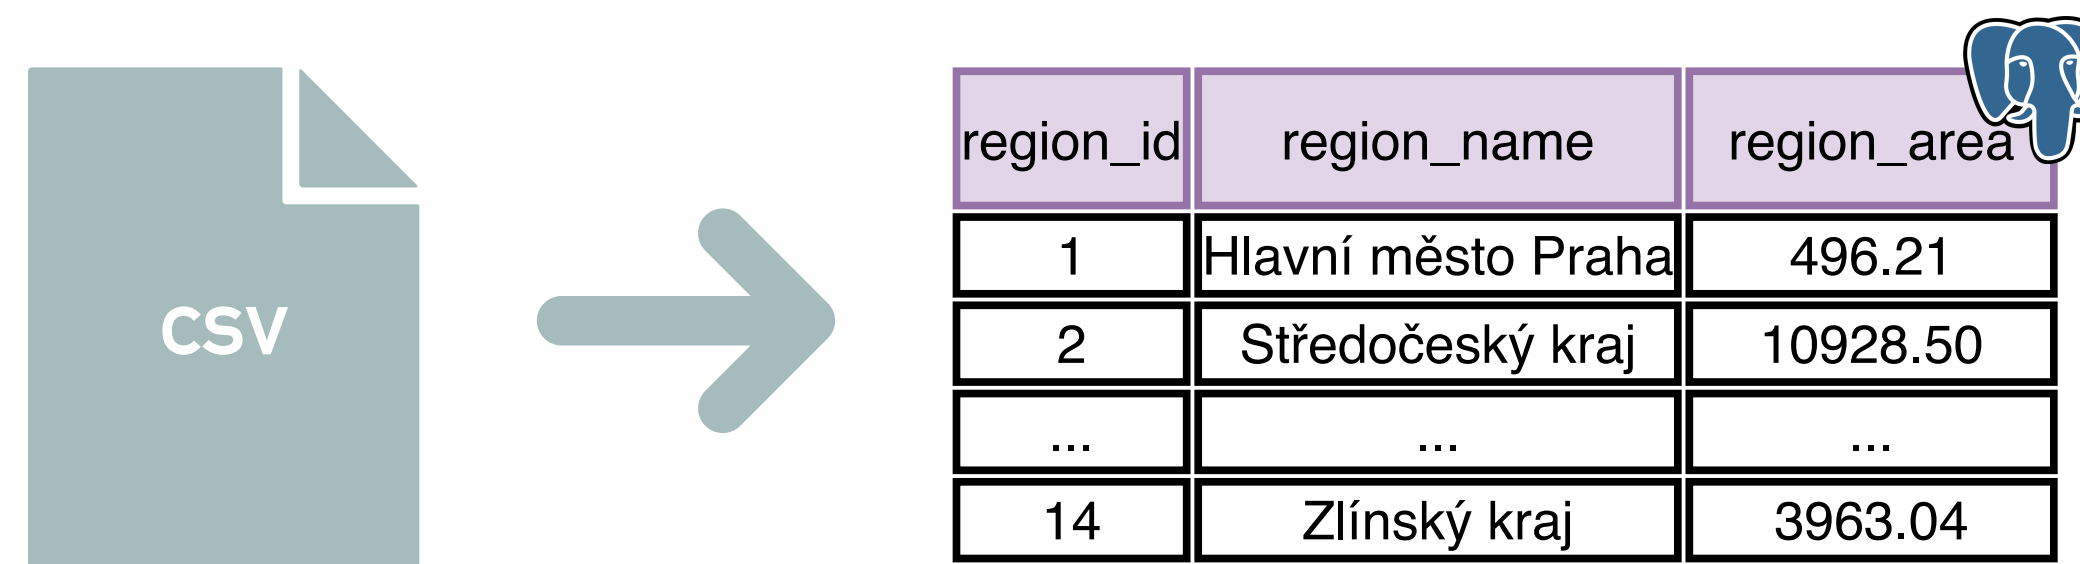 CSV
region_id region_name region_area
1 Hlavní město Praha 496.21
2 Středočeský kraj 10928.50
... ... ...
14 Zlínský kraj 3963.04